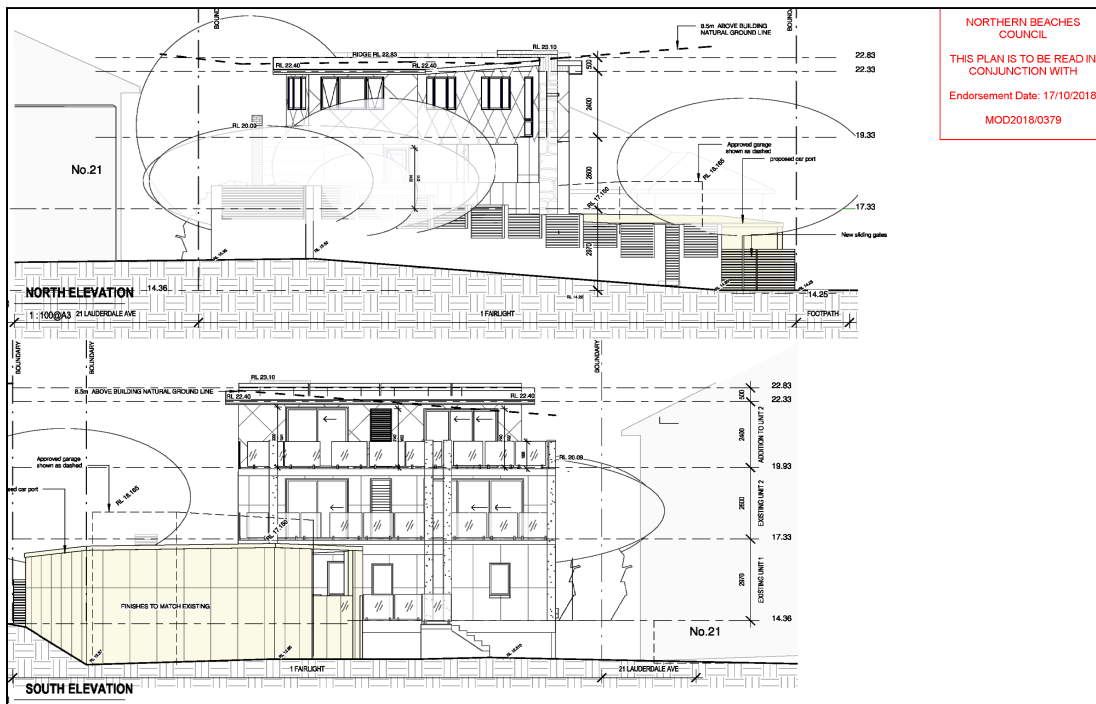 NORTHERN BEACHES
COUNCIL
THIS PLAN IS TO BE READ IN
CONJUNCTION WITH
Endorsement Date: 17/10/2018
MOD2018/0379
8.5m ABOVE BUILDING
NATURAL GROUND LINE
RL 23.10
RIDGE RL 22.83
RL 22.40
RL 22.40
22.83
22.33
500
2400
19.33
RL 20.09
Approved garage
shown as dashed
proposed car port
No.21
2600
RL 18.165
RL 17.150
17.33
New sliding gates
2970
NORTH ELEVATION
14.36
14.25
1 : 100@A3
21 LAUDERDALE AVE
1 FAIRLIGHT
FOOTPATH
BOUNDARY
BOUNDARY
BOUNDARY
RL 23.10
8.5m ABOVE BUILDING NATURAL GROUND LINE
RL 22.40
RL 22.40
22.83
22.33
500
2400
ADDITION TO UNIT 2
Approved garage
shown as dashed
RL 20.09
19.93
sed car port
RL 18.165
2600
EXISTING UNIT 2
RL 17.150
17.33
2970
EXISTING UNIT 1
FINISHES TO MATCH EXISTING
14.36
No.21
1 FAIRLIGHT
21 LAUDERDALE AVE
SOUTH ELEVATION